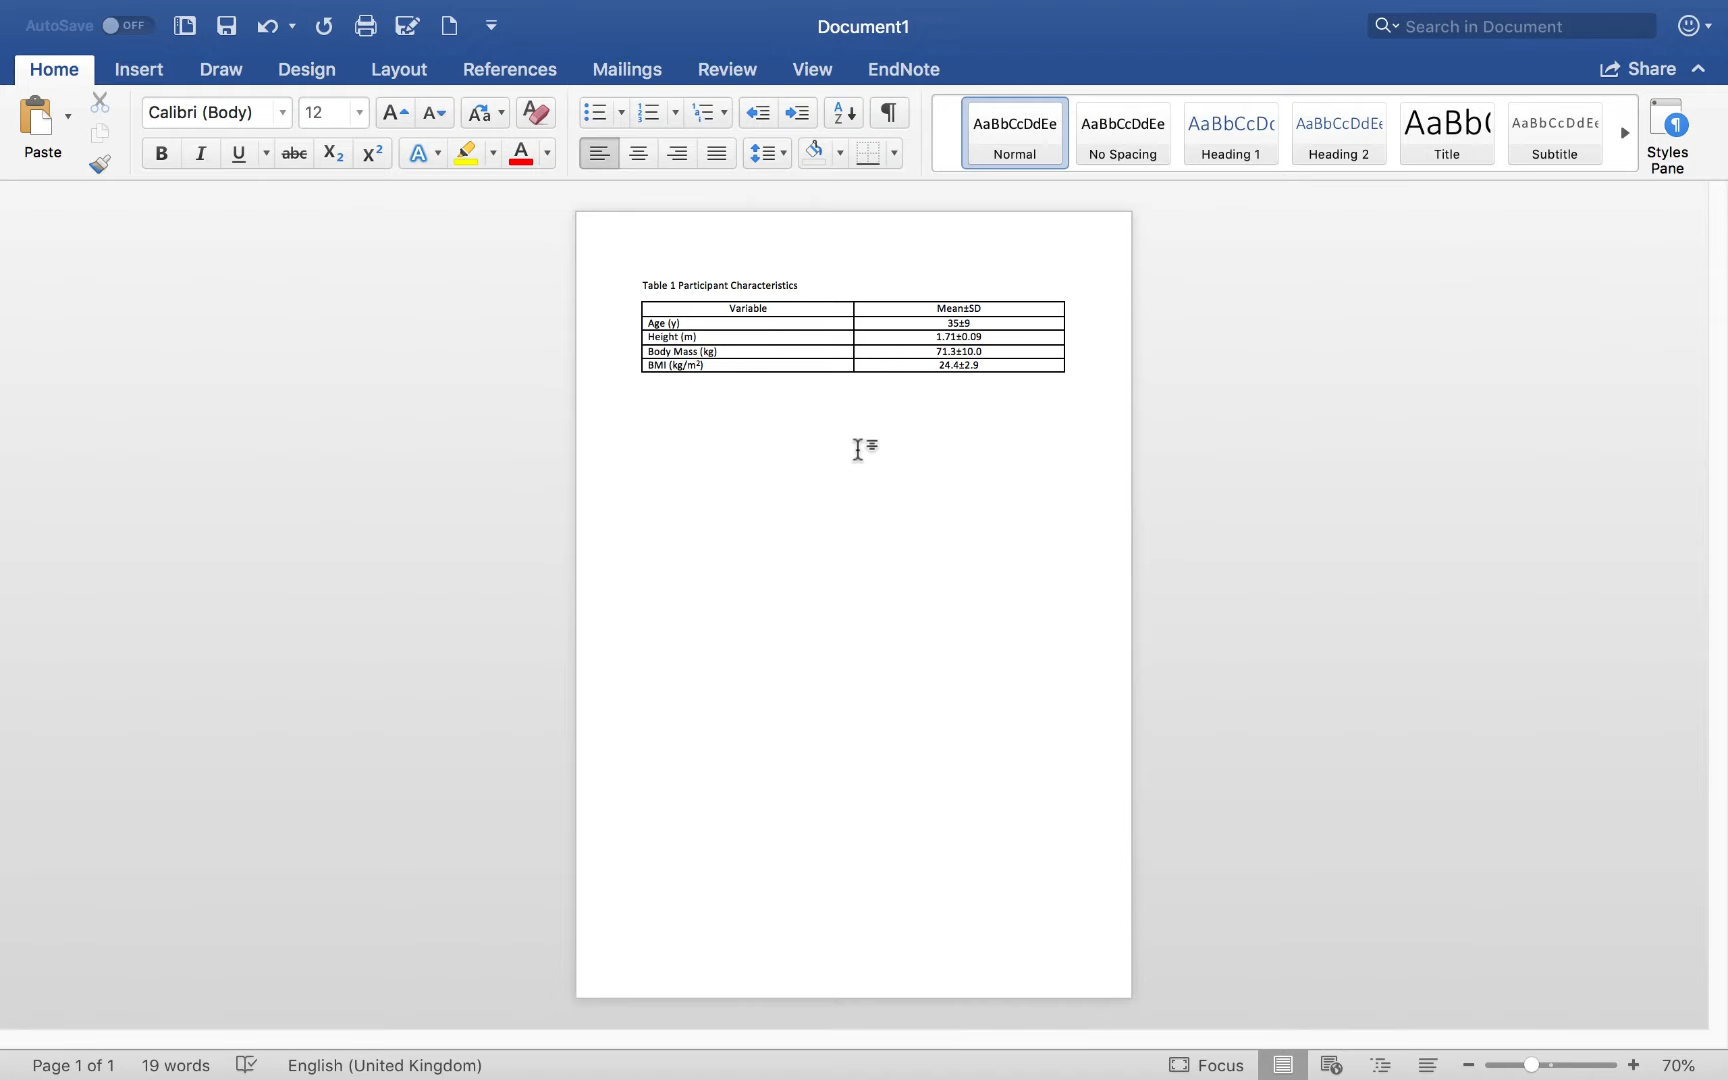 AutoSave OFF
Document1
Search in Document
Home Insert Draw Design Layout References Mailings Review View EndNote
Share
Paste
Calibri (Body) 12
A A Aa A
B I U abc X2 X² A A
AaBbCcDdEe AaBbCcDdEe AaBbCcDc AaBbCcDdEe AaBb( AaBbCcDdEe
Normal No Spacing Heading 1 Heading 2 Title Subtitle
Styles
Pane
Table 1 Participant Characteristics
Variable Mean±SD
Age (y) 35±9
Height (m) 1.71±0.09
Body Mass (kg) 71.3±10.0
BMI (kg/m²) 24.4±2.9
Page 1 of 1 19 words English (United Kingdom)
Focus
70%